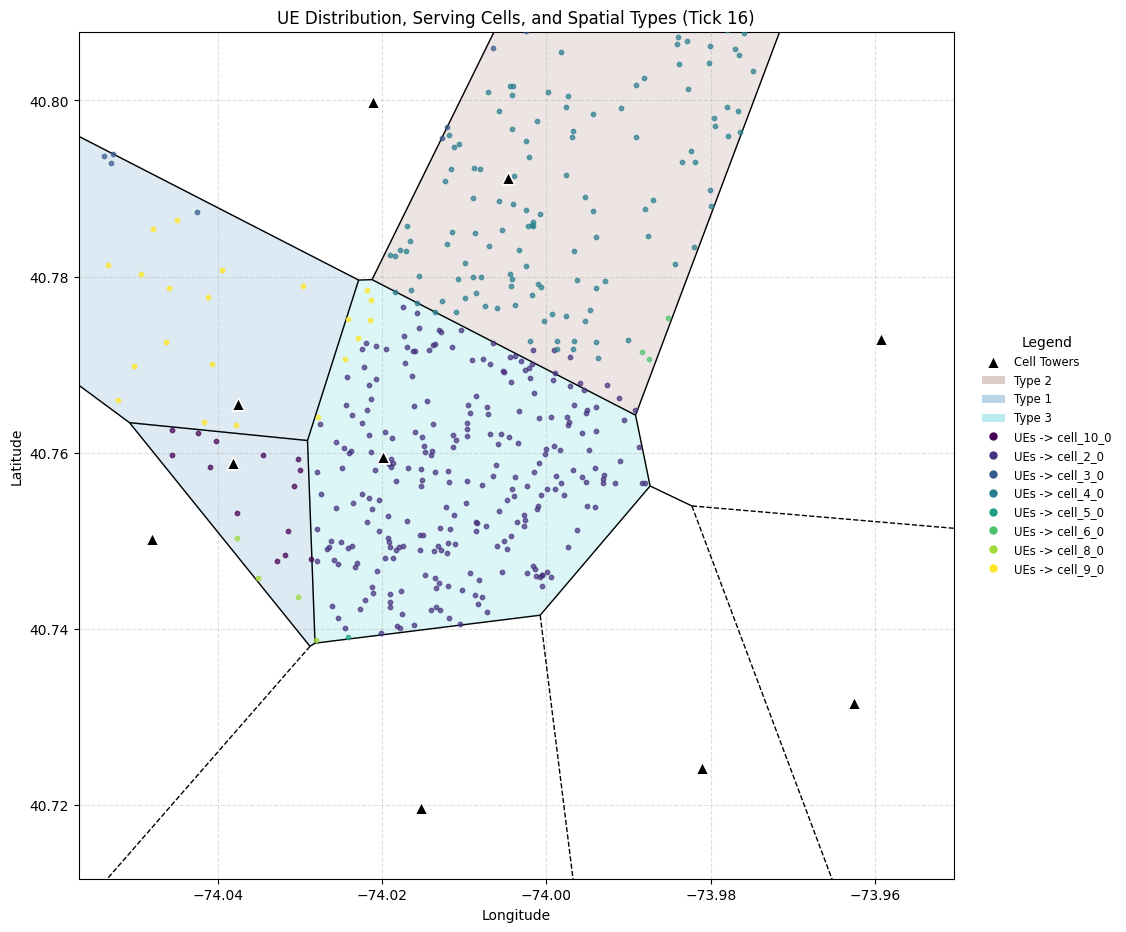 UE Distribution, Serving Cells, and Spatial Types (Tick 16)
Latitude
40.80
40.78
40.76
40.74
40.72
−74.04
−74.02
−74.00
−73.98
−73.96
Longitude
Legend
Cell Towers
Type 2
Type 1
Type 3
UEs -> cell_10_0
UEs -> cell_2_0
UEs -> cell_3_0
UEs -> cell_4_0
UEs -> cell_5_0
UEs -> cell_6_0
UEs -> cell_8_0
UEs -> cell_9_0